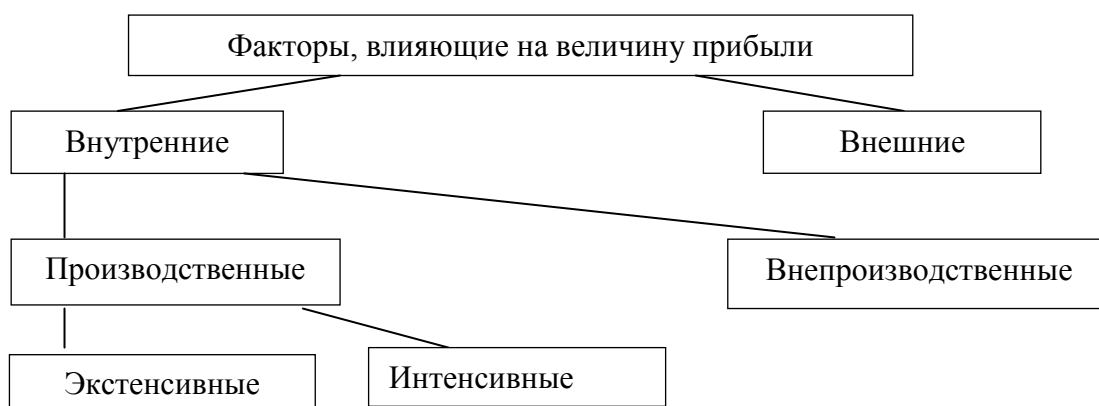 Факторы, влияющие на величину прибыли
Внутренние
Внешние
Производственные
Внепроизводственные
Экстенсивные
Интенсивные